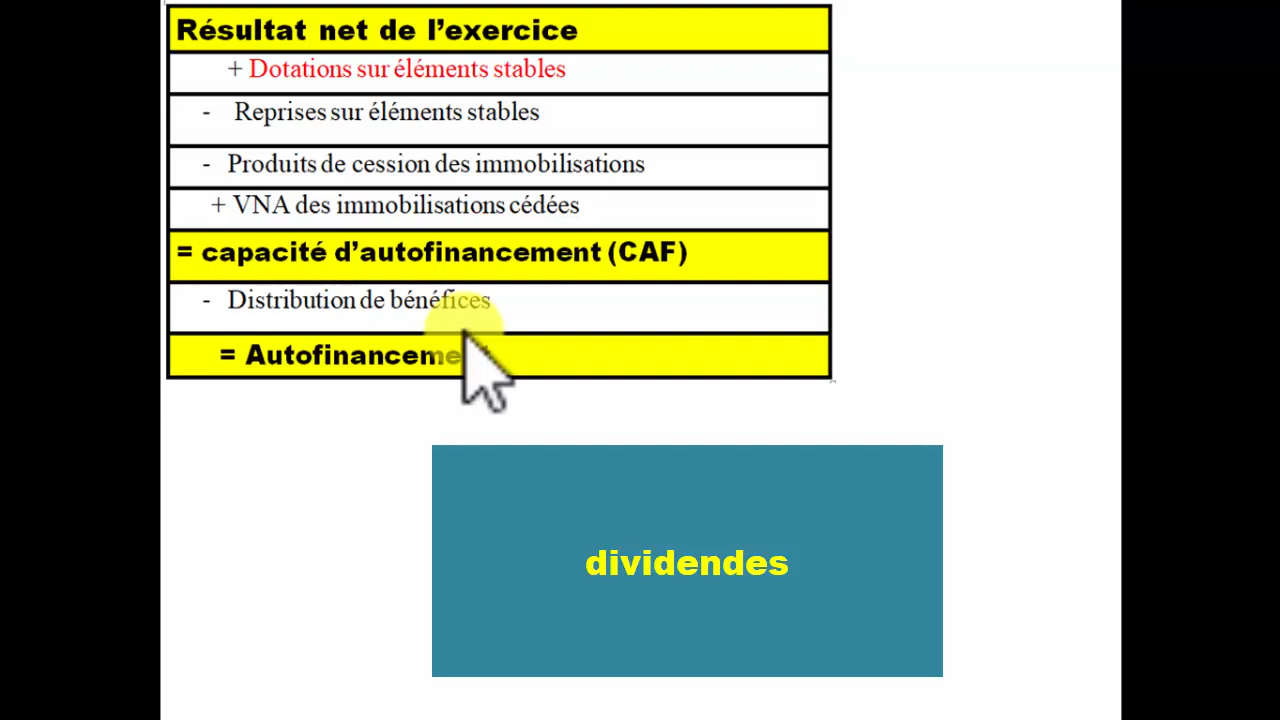 Résultat net de l’exercice
+ Dotations sur éléments stables
- Reprises sur éléments stables
- Produits de cession des immobilisations
+ VNA des immobilisations cédées
= capacité d’autofinancement (CAF)
- Distribution de bénéfices
= Autofinancement
dividendes